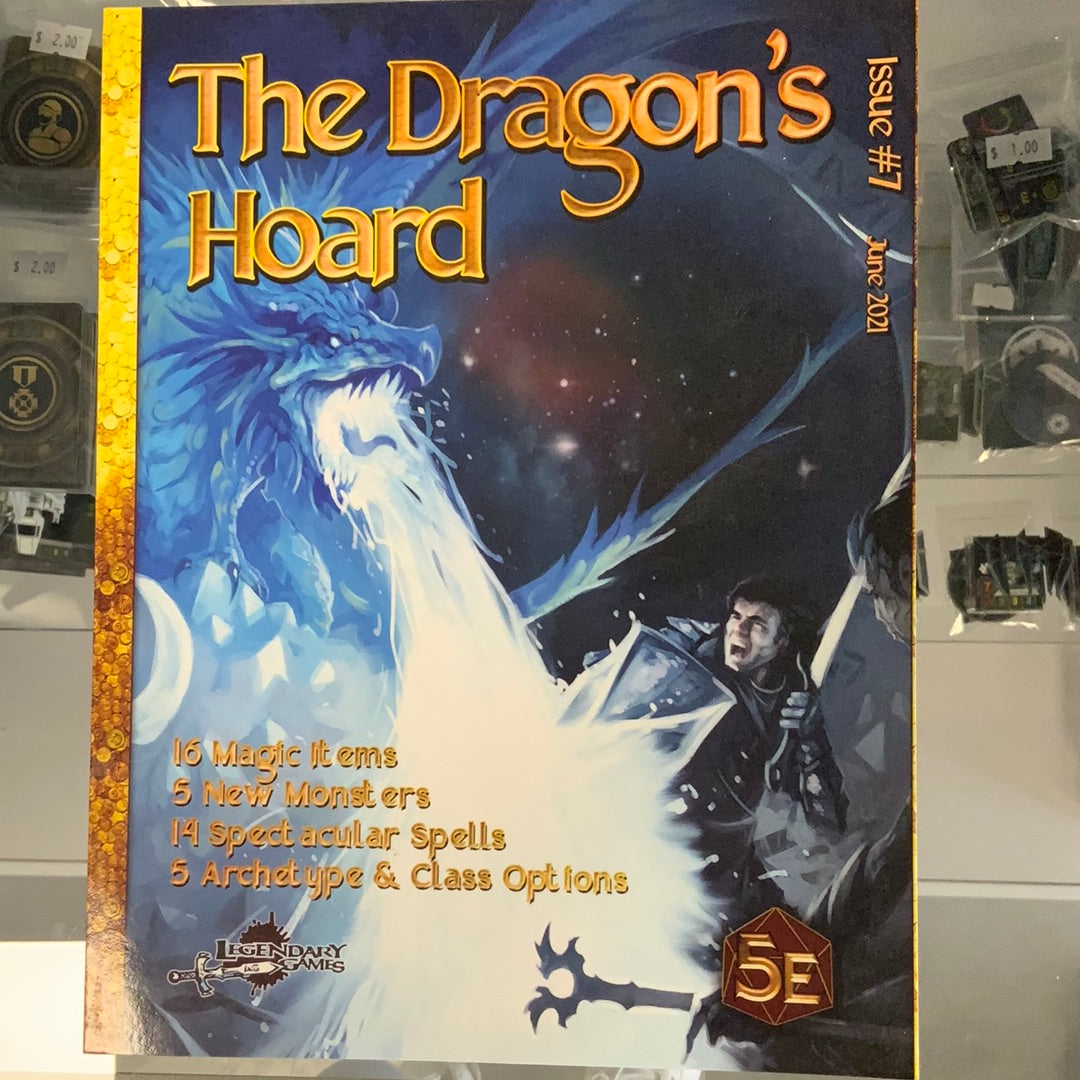 $ 2.00
The Dragon's
Hoard
Issue #7 June 2021
$ 1.00
$ 2.00
16 Magic Items
5 New Monsters
14 Spectacular Spells
5 Archetype & Class Options
LEGENDARY
GAMES
5E